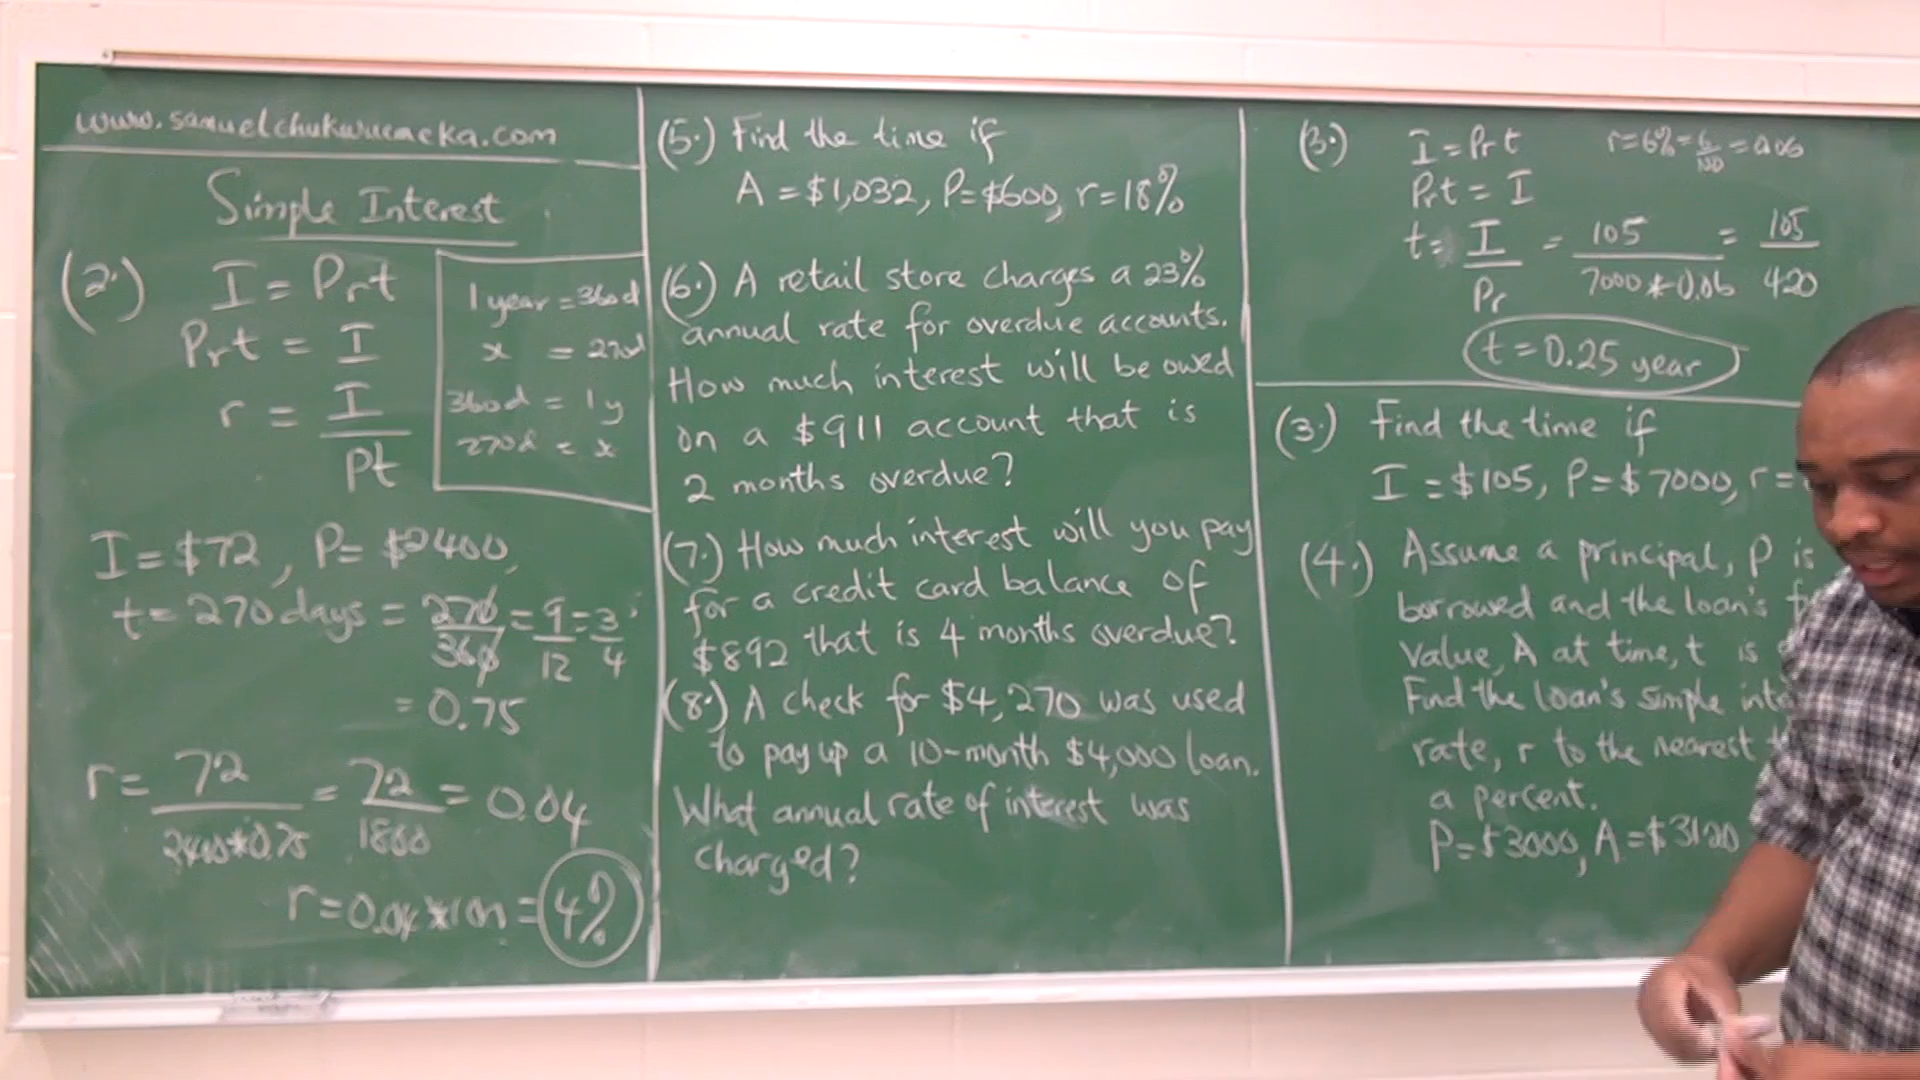 www.samuelchukwuemeka.com
Simple Interest
(2.) I = Prt
Prt = I
r = I
Pt
1 year = 360d
x = 270d
360d = 1y
270d = x
I = $72, P = $2400,
t = 270 days = 270/360 = 9/12 = 3/4
= 0.75
r = 72/2400*0.75 = 72/1800 = 0.04
r = 0.04*100 = 4%
(5.) Find the time if
A = $1,032, P=$600, r=18%
(6.) A retail store charges a 23%
annual rate for overdue accounts.
How much interest will be owed
on a $911 account that is
2 months overdue?
(7.) How much interest will you pay
for a credit card balance of
$892 that is 4 months overdue?
(8.) A check for $4,270 was used
to pay up a 10-month $4,000 loan.
What annual rate of interest was
charged?
(3.) I = Prt r=6%=6/100=0.06
Prt = I
t = I/Pr = 105/7000*0.06 = 105/420
t = 0.25 year
(3.) Find the time if
I = $105, P = $7000, r =
(4.) Assume a principal, P is
borrowed and the loan's
value, A at time, t is
Find the loan's simple
rate, r to the nearest
a percent.
P=$3000, A=$3120